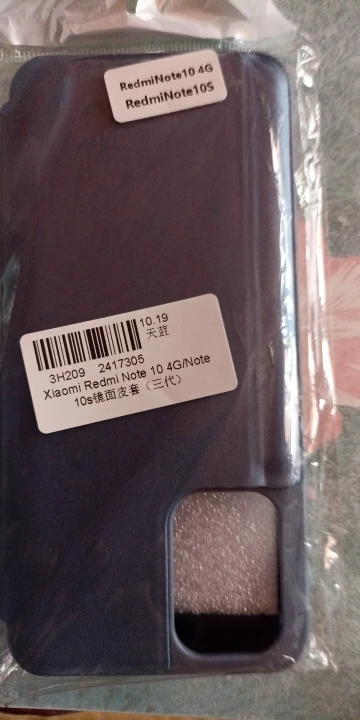 RedmiNote10 4G
RedmiNote10S
10.19
天蓝
3H209 2417305
Xiaomi Redmi Note 10 4G/Note
10s镜面皮套（三代）